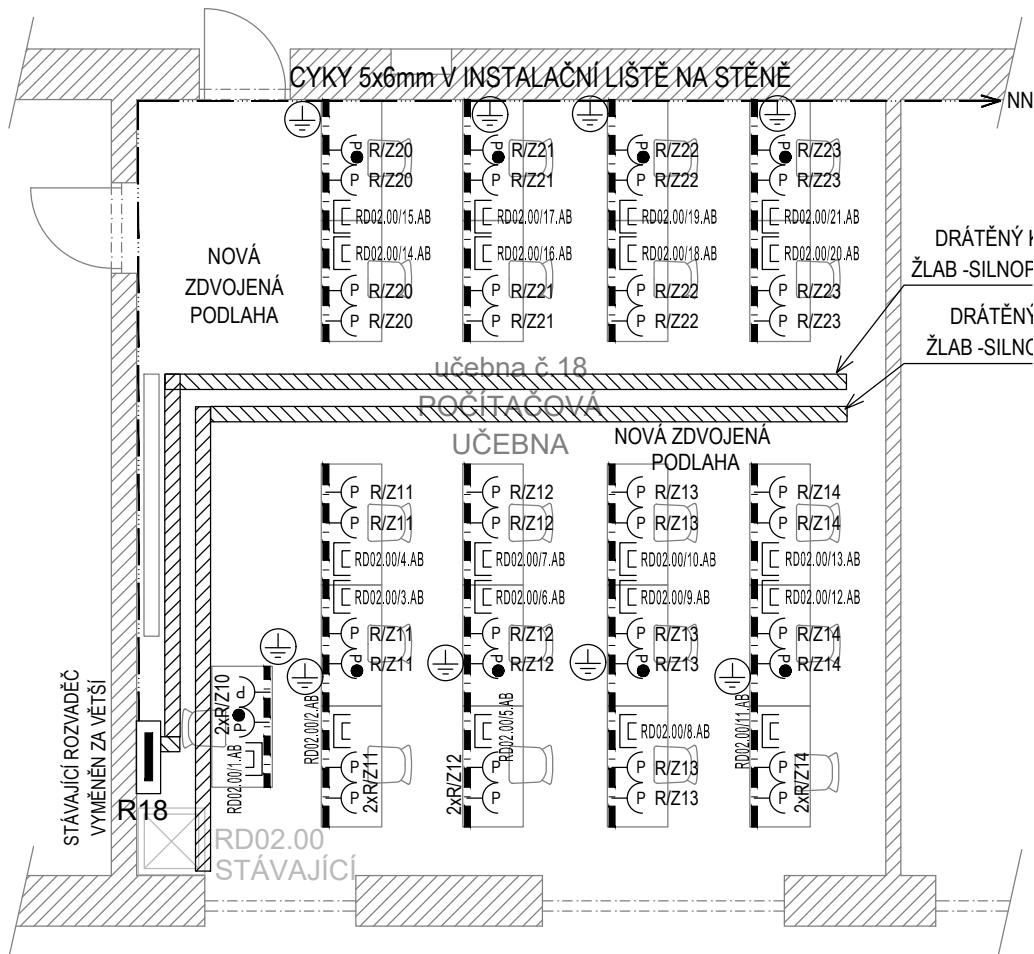 CYKY 5x6mm V INSTALAČNÍ LIŠTĚ NA STĚNĚ
NN
P R/Z20
P R/Z21
P R/Z22
P R/Z23
P R/Z20
P R/Z21
P R/Z22
P R/Z23
RD02.00/15.AB
RD02.00/17.AB
RD02.00/19.AB
RD02.00/21.AB
RD02.00/14.AB
RD02.00/16.AB
RD02.00/18.AB
RD02.00/20.AB
P R/Z20
P R/Z21
P R/Z22
P R/Z23
P R/Z20
P R/Z21
P R/Z22
P R/Z23
NOVÁ
ZDVOJENÁ
PODLAHA
DRÁTĚNÝ
ŽLAB -SILNOP
DRÁTĚNÝ
ŽLAB -SILNO
učebna č.18
POČÍTAČOVÁ
UČEBNA
NOVÁ ZDVOJENÁ
PODLAHA
P R/Z11
P R/Z12
P R/Z13
P R/Z14
P R/Z11
P R/Z12
P R/Z13
P R/Z14
RD02.00/4.AB
RD02.00/7.AB
RD02.00/10.AB
RD02.00/13.AB
RD02.00/3.AB
RD02.00/6.AB
RD02.00/9.AB
RD02.00/12.AB
P R/Z11
P R/Z12
P R/Z13
P R/Z14
P R/Z11
P R/Z12
P R/Z13
P R/Z14
2xR/Z10
P
P
RD02.00/1.AB
RD02.00/2.AB
RD02.00/5.AB
RD02.00/8.AB
RD02.00/11.AB
P
P
2xR/Z11
2xR/Z12
P
P
P R/Z13
P R/Z13
P
P
2xR/Z14
STÁVAJÍCÍ ROZVADĚČ
VYMĚNĚN ZA VĚTŠÍ
R18
RD02.00
STÁVAJÍCÍ